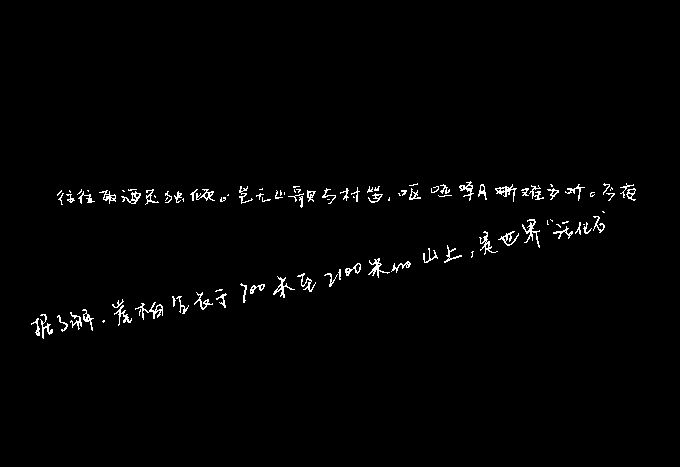 往往取酒还独倾。岂无山歌与村笛,呕哑嘲哳难为听。今夜
据了解,崖柏生长于700米至2100米的山上,是世界“活化石